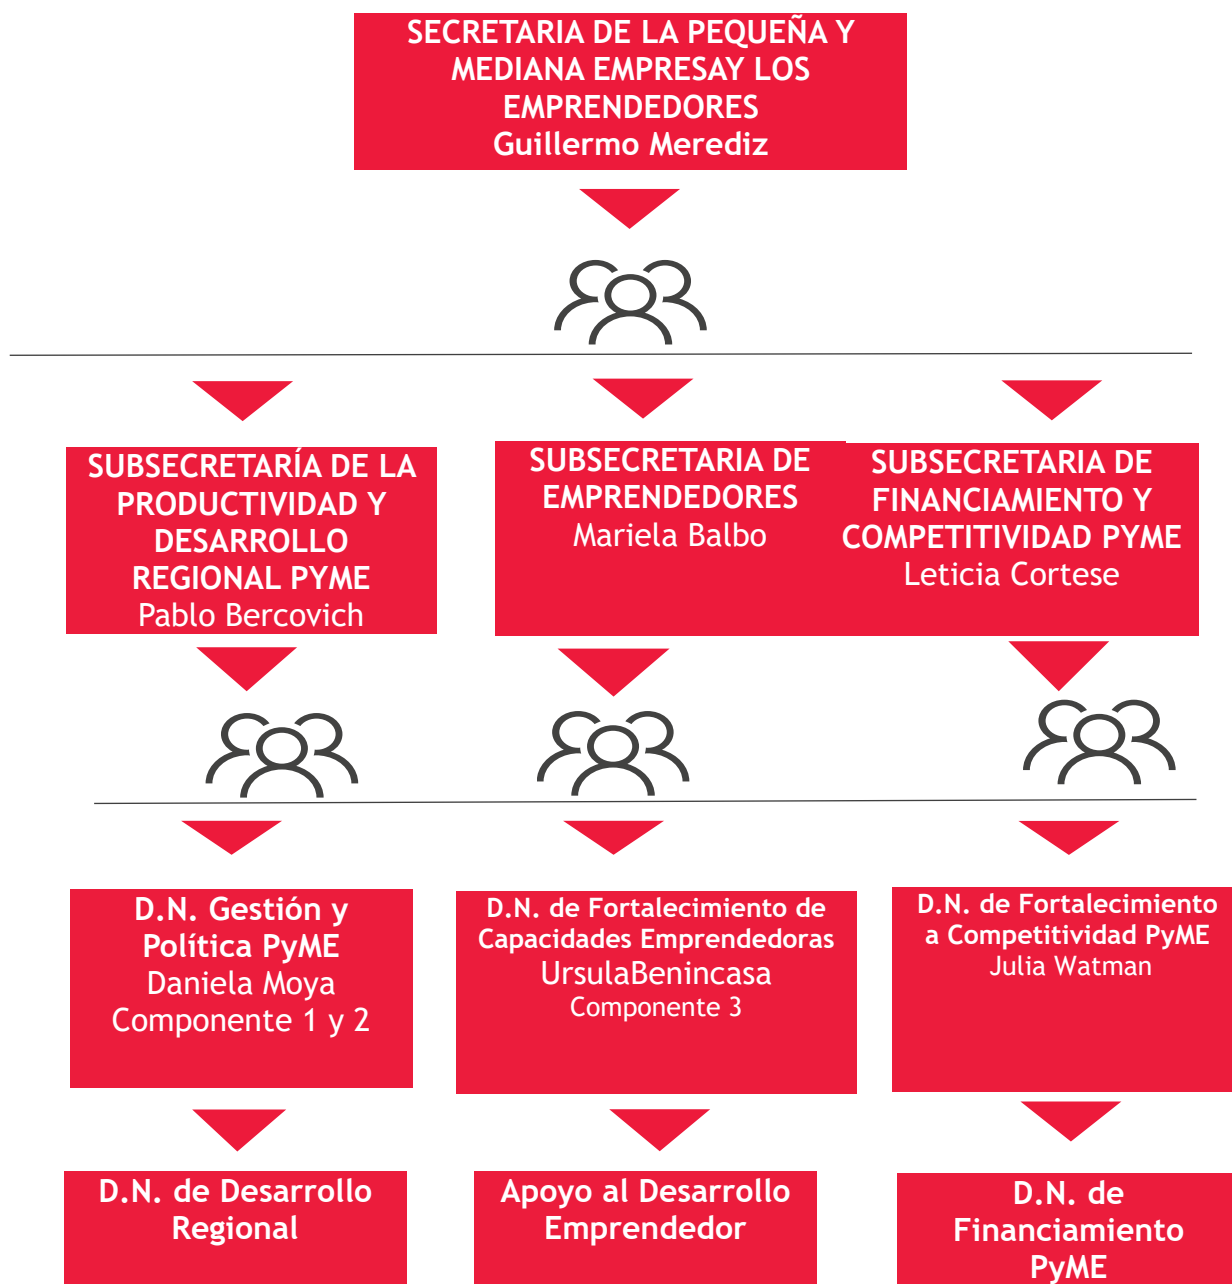 SECRETARIA DE LA PEQUEÑA Y
MEDIANA EMPRESAY LOS
EMPRENDEDORES
Guillermo Merediz
SUBSECRETARÍA DE LA
PRODUCTIVIDAD Y
DESARROLLO
REGIONAL PYME
Pablo Bercovich
SUBSECRETARIA DE
EMPRENDEDORES
Mariela Balbo
SUBSECRETARIA DE
FINANCIAMIENTO Y
COMPETITIVIDAD PYME
Leticia Cortese
D.N. Gestión y
Política PyME
Daniela Moya
Componente 1 y 2
D.N. de Fortalecimiento de
Capacidades Emprendedoras
UrsulaBenincasa
Componente 3
D.N. de Fortalecimiento
a Competitividad PyME
Julia Watman
D.N. de Desarrollo
Regional
Apoyo al Desarrollo
Emprendedor
D.N. de
Financiamiento
PyME